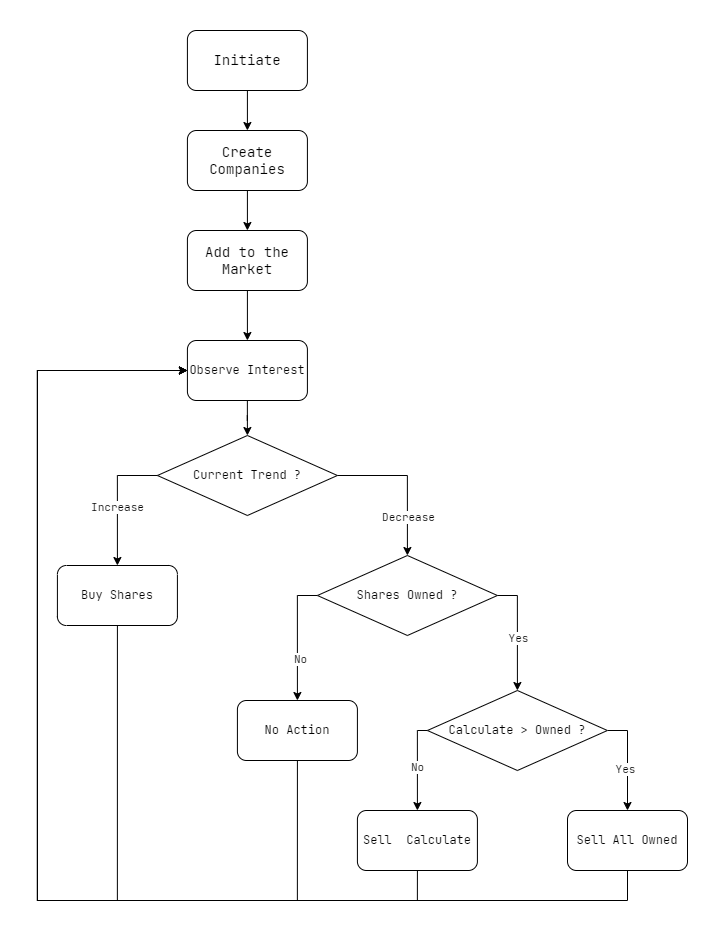 Initiate
Create
Companies
Add to the
Market
Observe Interest
Current Trend ?
Increase
Decrease
Buy Shares
Shares Owned ?
No
Yes
No Action
Calculate > Owned ?
No
Yes
Sell  Calculate
Sell All Owned